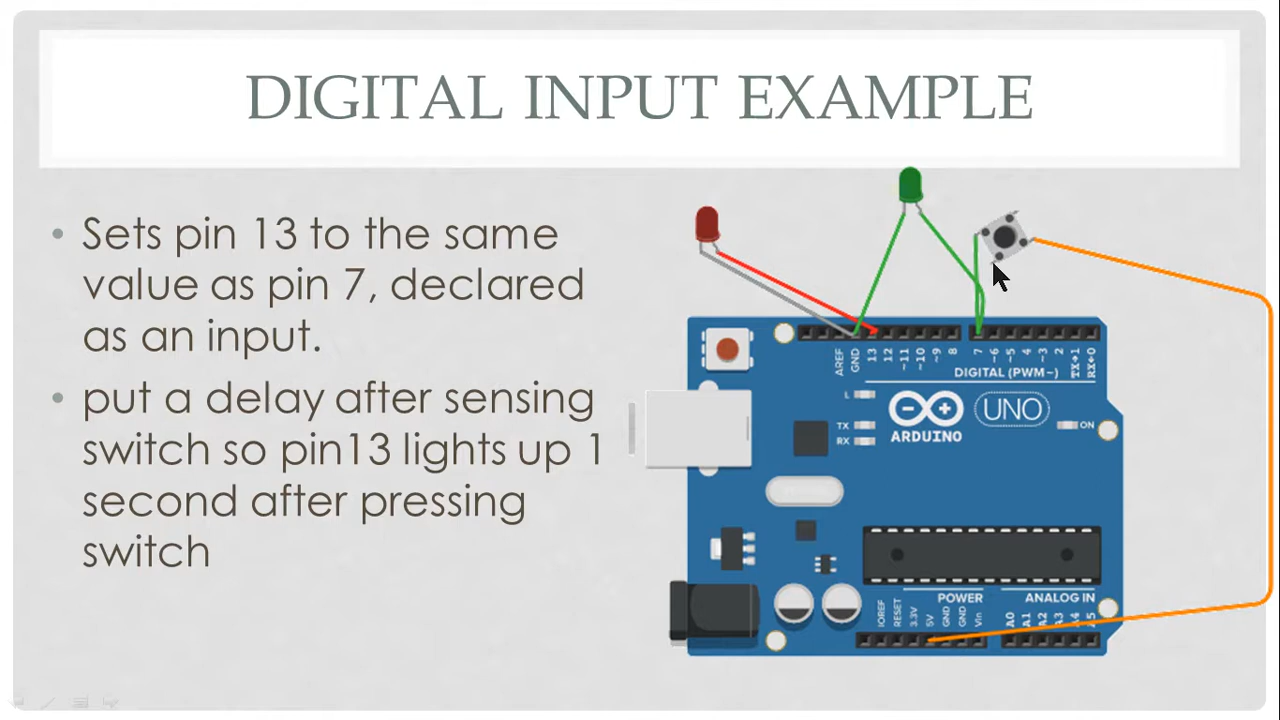 DIGITAL INPUT EXAMPLE
Sets pin 13 to the same
value as pin 7, declared
as an input.
put a delay after sensing
switch so pin13 lights up 1
second after pressing
switch
AREF
GND
13
12
~11
~10
~9
8
7
~6
~5
4
~3
2
TX→1
RX←0
DIGITAL (PWM~)
L
TX
RX
ARDUINO
UNO
ON
POWER
ANALOG IN
IOREF
RESET
3.3V
5V
GND
GND
Vin
A0
A1
A2
A3
A4
A5